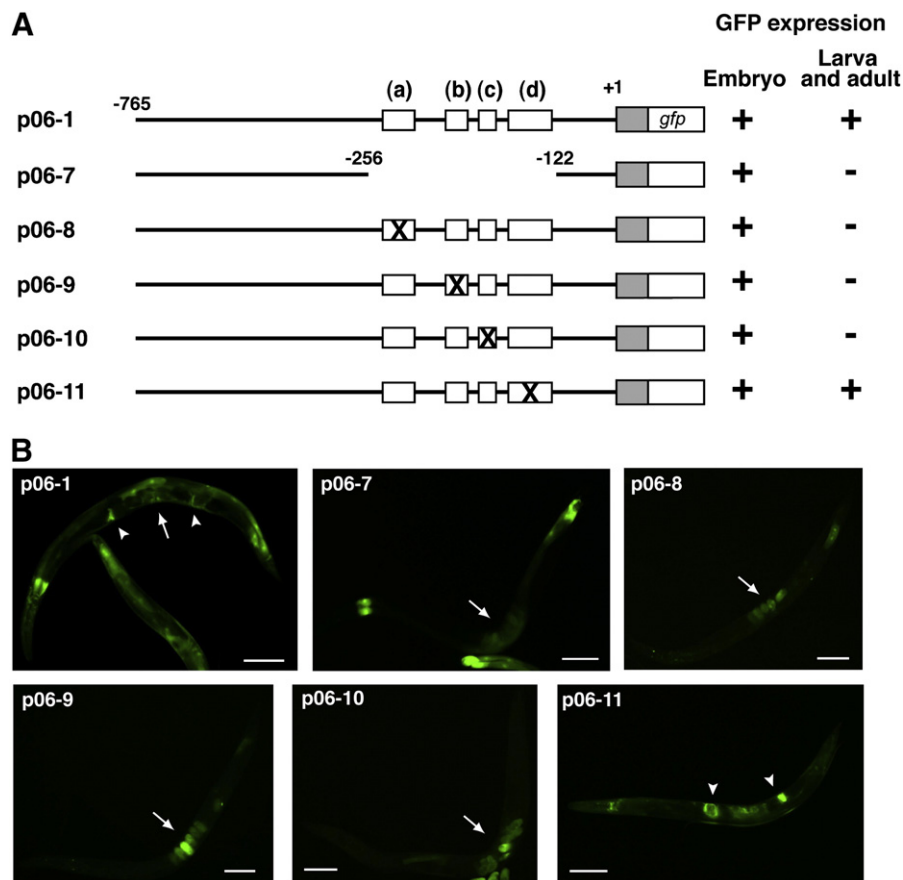 A
GFP expression
Embryo
Larva
and adult
-765
(a) (b) (c) (d)
+1
p06-1
gfp
+ +
p06-7
-256
-122
+ -
p06-8
X
+ -
p06-9
X
+ -
p06-10
X
+ -
p06-11
X
+ +
B
p06-1
p06-7
p06-8
p06-9
p06-10
p06-11